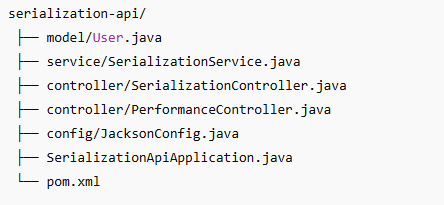 serialization-api/
├── model/User.java
├── service/SerializationService.java
├── controller/SerializationController.java
├── controller/PerformanceController.java
├── config/JacksonConfig.java
├── SerializationApiApplication.java
└── pom.xml